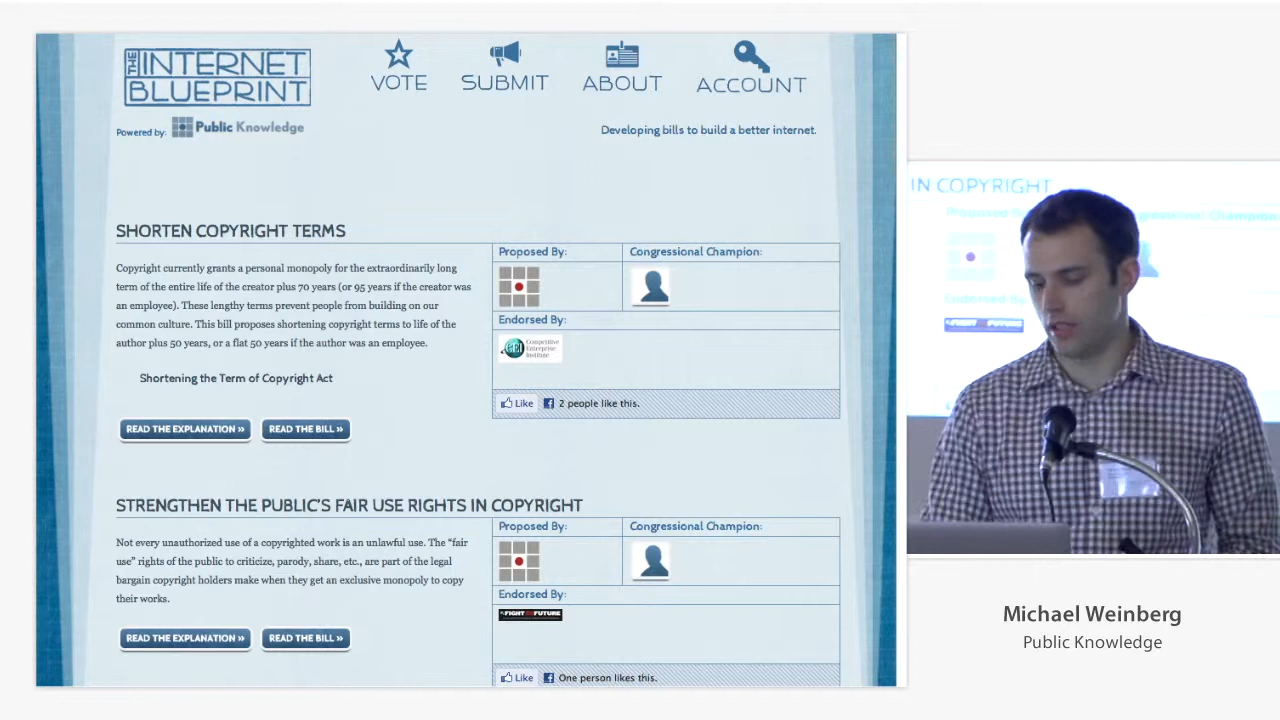 THE INTERNET BLUEPRINT
VOTE
SUBMIT
ABOUT
ACCOUNT
Powered by: Public Knowledge
Developing bills to build a better internet.
SHORTEN COPYRIGHT TERMS
Copyright currently grants a personal monopoly for the extraordinarily long
term of the entire life of the creator plus 70 years (or 95 years if the creator was
an employee). These lengthy terms prevent people from building on our
common culture. This bill proposes shortening copyright terms to life of the
author plus 50 years, or a flat 50 years if the author was an employee.
Shortening the Term of Copyright Act
READ THE EXPLANATION »
READ THE BILL »
Proposed By:
Congressional Champion:
Endorsed By:
CEI Competitive
Enterprise
Institute
Like
2 people like this.
STRENGTHEN THE PUBLIC'S FAIR USE RIGHTS IN COPYRIGHT
Not every unauthorized use of a copyrighted work is an unlawful use. The “fair
use” rights of the public to criticize, parody, share, etc., are part of the legal
bargain copyright holders make when they get an exclusive monopoly to copy
their works.
READ THE EXPLANATION »
READ THE BILL »
Proposed By:
Congressional Champion:
Endorsed By:
Like
One person likes this.
IN COPYRIGHT
Michael Weinberg
Public Knowledge